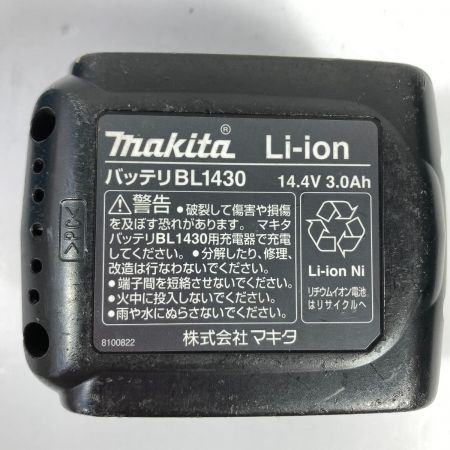 makita® Li-ion
バッテリBL1430 14.4V 3.0Ah
⚠警告 ●破裂して傷害や損傷
を及ぼす恐れがあります。マキタ
バッテリBL1430用充電器で充電
してください。●分解したり、修理、
改造は行なわないでください。
●端子間を短絡させないでください。
●火中に投入しないでください。
●雨や水にぬらさないでください。
Li-ion Ni
リチウムイオン電池
はリサイクルへ
8100822
株式会社マキタ